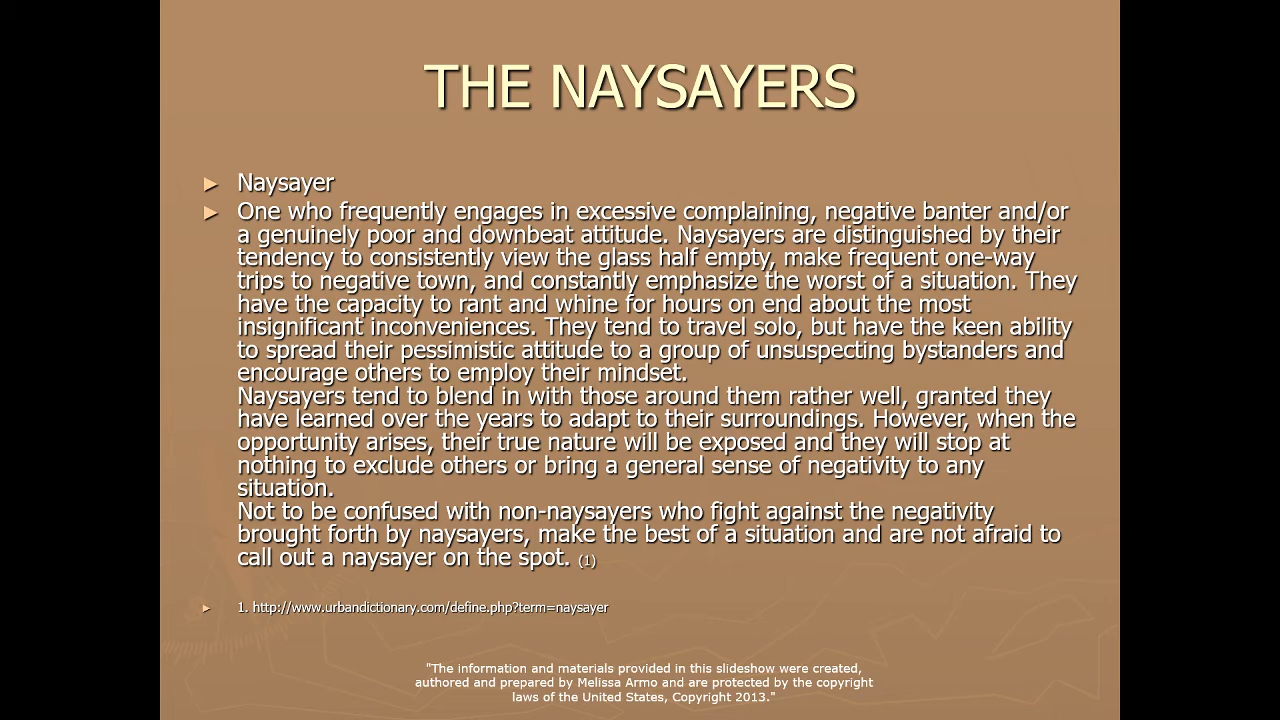 THE NAYSAYERS
Naysayer
One who frequently engages in excessive complaining, negative banter and/or
a genuinely poor and downbeat attitude. Naysayers are distinguished by their
tendency to consistently view the glass half empty, make frequent one-way
trips to negative town, and constantly emphasize the worst of a situation. They
have the capacity to rant and whine for hours on end about the most
insignificant inconveniences. They tend to travel solo, but have the keen ability
to spread their pessimistic attitude to a group of unsuspecting bystanders and
encourage others to employ their mindset.
Naysayers tend to blend in with those around them rather well, granted they
have learned over the years to adapt to their surroundings. However, when the
opportunity arises, their true nature will be exposed and they will stop at
nothing to exclude others or bring a general sense of negativity to any
situation.
Not to be confused with non-naysayers who fight against the negativity
brought forth by naysayers, make the best of a situation and are not afraid to
call out a naysayer on the spot. (1)
1. http://www.urbandictionary.com/define.php?term=naysayer
"The information and materials provided in this slideshow were created,
authored and prepared by Melissa Armo and are protected by the copyright
laws of the United States, Copyright 2013."